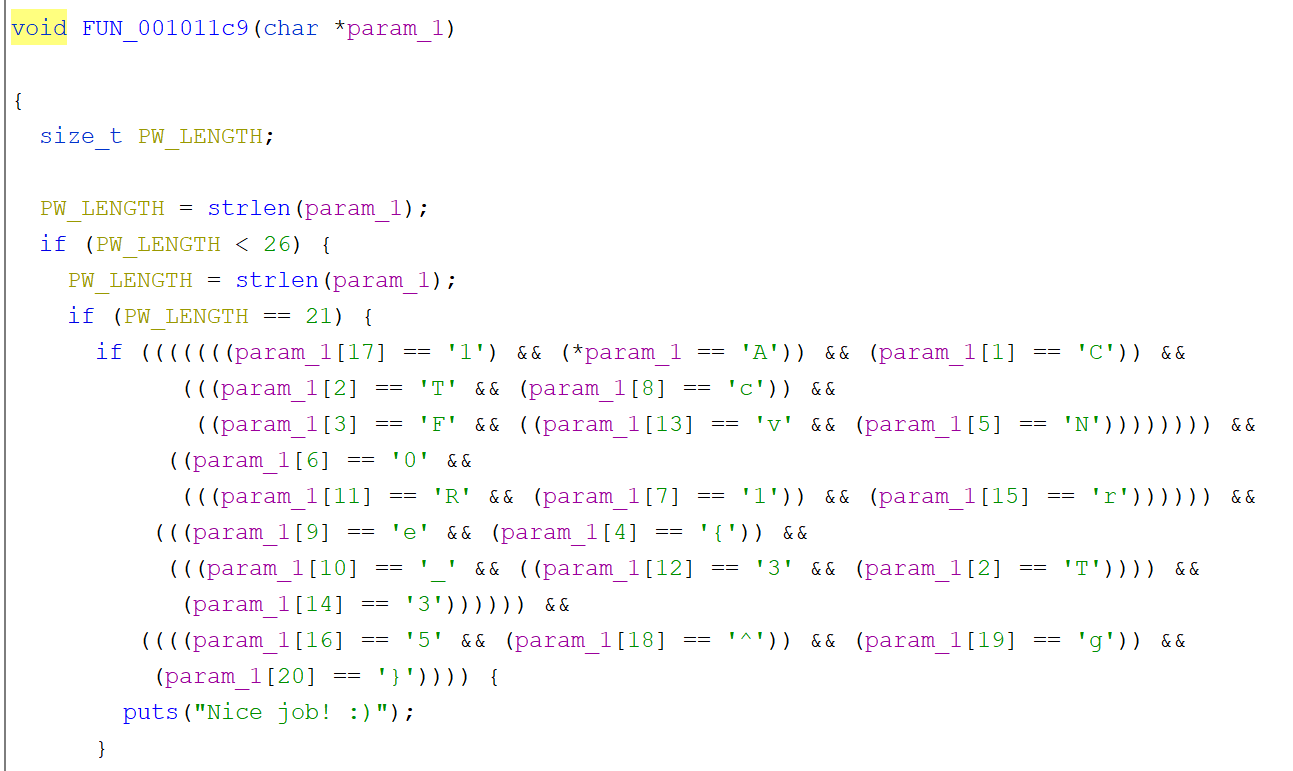 void FUN_001011c9(char *param_1)
{
size_t PW_LENGTH;
PW_LENGTH = strlen(param_1);
if (PW_LENGTH < 26) {
PW_LENGTH = strlen(param_1);
if (PW_LENGTH == 21) {
if (((((((param_1[17] == '1') && (*param_1 == 'A')) && (param_1[1] == 'C')) &&
(((param_1[2] == 'T' && (param_1[8] == 'c')) &&
((param_1[3] == 'F' && ((param_1[13] == 'v' && (param_1[5] == 'N')))))))) &&
((param_1[6] == '0' &&
(((param_1[11] == 'R' && (param_1[7] == '1')) && (param_1[15] == 'r')))))) &&
(((param_1[9] == 'e' && (param_1[4] == '{')) &&
(((param_1[10] == '_' && ((param_1[12] == '3' && (param_1[2] == 'T')))) &&
(param_1[14] == '3')))))) &&
((((param_1[16] == '5' && (param_1[18] == '^')) && (param_1[19] == 'g')) &&
(param_1[20] == '}')))) {
puts("Nice job! :)");
}